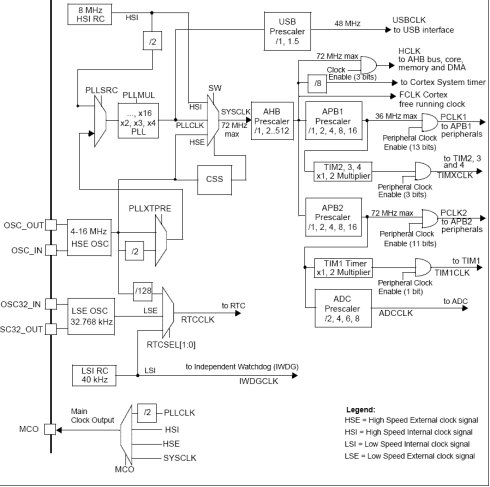 8 MHz
HSI RC
HSI
/2
USB
Prescaler
/1, 1.5
48 MHz
USBCLK
to USB interface
HCLK
to AHB bus, core,
memory and DMA
72 MHz max
Clock
Enable (3 bits)
/8
to Cortex System timer
FCLK Cortex
free running clock
PLLSRC
PLLMUL
..., x16
x2, x3, x4
PLL
SW
HSI
PLLCLK
HSE
SYSCLK
72 MHz
max
AHB
Prescaler
/1, 2..512
APB1
Prescaler
/1, 2, 4, 8, 16
36 MHz max
PCLK1
to APB1
peripherals
Peripheral Clock
Enable (13 bits)
TIM2, 3, 4
x1, 2 Multiplier
to TIM2, 3
and 4
TIMXCLK
Peripheral Clock
Enable (3 bits)
CSS
PLLXTPRE
OSC_OUT
OSC_IN
4-16 MHz
HSE OSC
/2
APB2
Prescaler
/1, 2, 4, 8, 16
72 MHz max
PCLK2
to APB2
peripherals
Peripheral Clock
Enable (11 bits)
TIM1 Timer
x1, 2 Multiplier
to TIM1
TIM1CLK
Peripheral Clock
Enable (1 bit)
ADC
Prescaler
/2, 4, 6, 8
to ADC
ADCCLK
/128
OSC32_IN
SC32_OUT
LSE OSC
32.768 kHz
LSE
to RTC
RTCCLK
RTCSEL[1:0]
LSI RC
40 kHz
LSI
to Independent Watchdog (IWDG)
IWDGCLK
MCO
Main
Clock Output
/2
PLLCLK
HSI
HSE
SYSCLK
MCO
Legend:
HSE = High Speed External clock signal
HSI = High Speed Internal clock signal
LSI = Low Speed Internal clock signal
LSE = Low Speed External clock signal